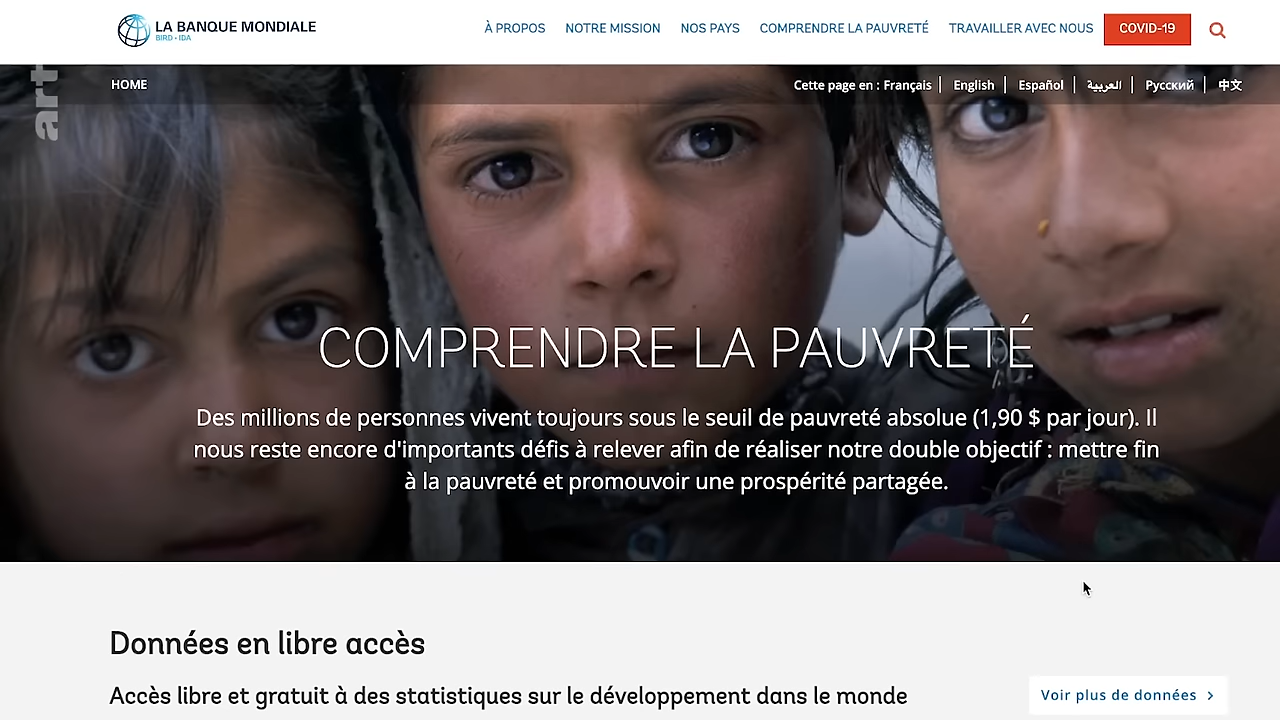 LA BANQUE MONDIALE
BIRD • IDA
À PROPOS NOTRE MISSION NOS PAYS COMPRENDRE LA PAUVRETÉ TRAVAILLER AVEC NOUS COVID-19
arte
HOME
Cette page en : Français | English | Español | العربية | Русский | 中文
COMPRENDRE LA PAUVRETÉ
Des millions de personnes vivent toujours sous le seuil de pauvreté absolue (1,90 $ par jour). Il
nous reste encore d'importants défis à relever afin de réaliser notre double objectif : mettre fin
à la pauvreté et promouvoir une prospérité partagée.
Données en libre accès
Accès libre et gratuit à des statistiques sur le développement dans le monde
Voir plus de données >